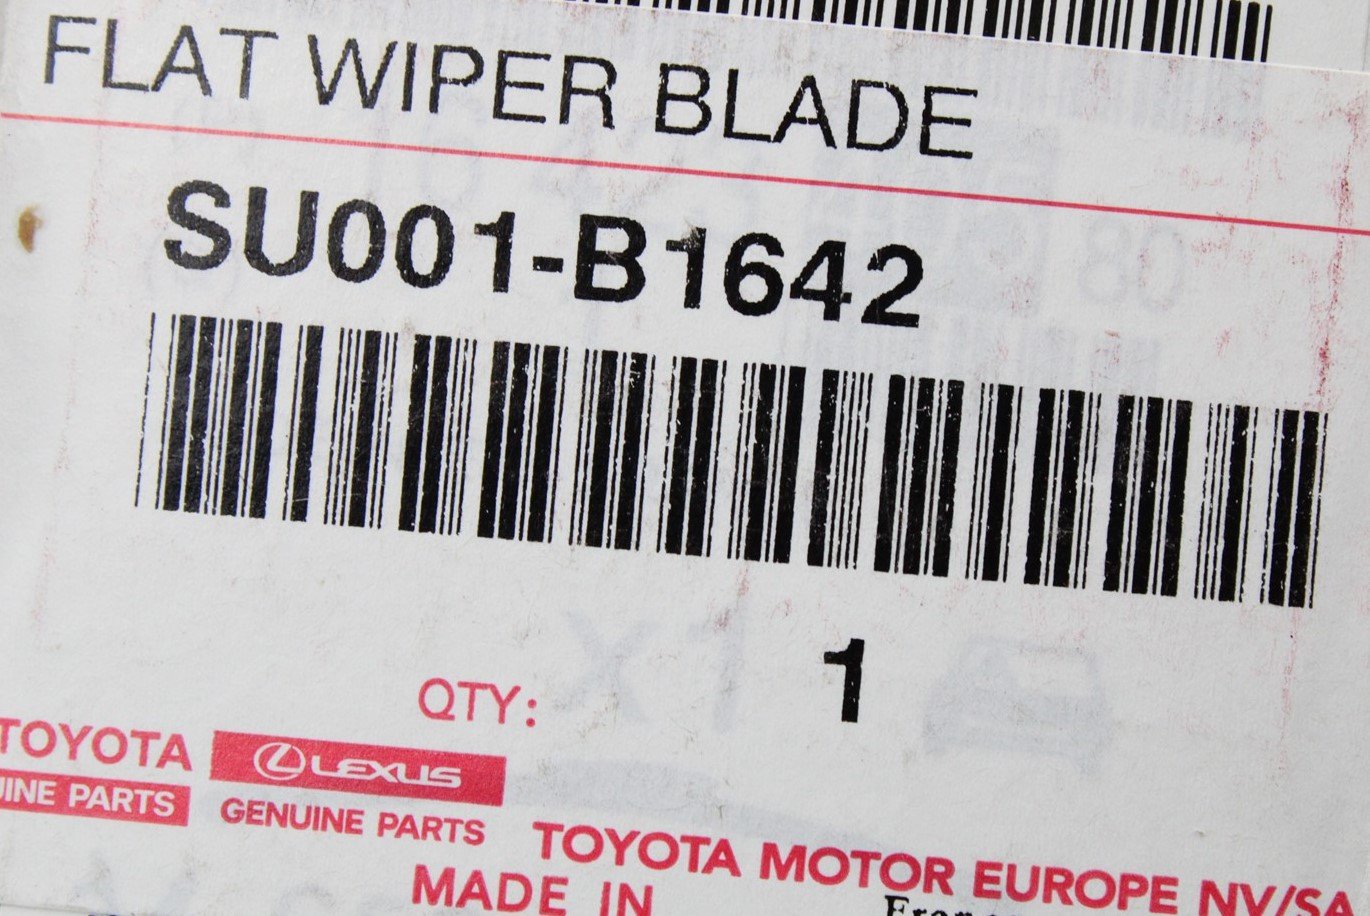 FLAT WIPER BLADE
SU001-B1642
QTY: 1
TOYOTA LEXUS
PARTS GENUINE PARTS
TOYOTA MOTOR EUROPE NV/SA
MADE IN